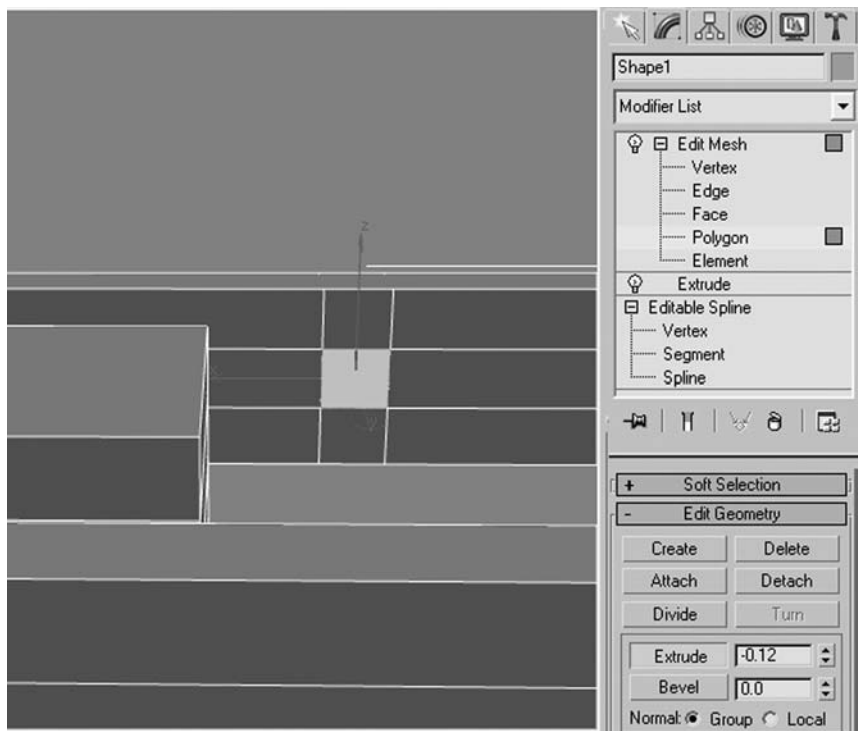 Shape1
Modifier List
Edit Mesh
Vertex
Edge
Face
Polygon
Element
Extrude
Editable Spline
Vertex
Segment
Spline
z
x
y
+ Soft Selection
- Edit Geometry
Create Delete
Attach Detach
Divide Turn
Extrude -0.12
Bevel 0.0
Normal: Group Local